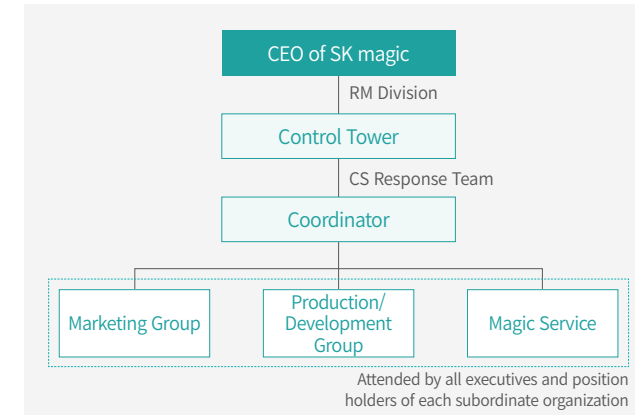 CEO of SK magic
RM Division
Control Tower
CS Response Team
Coordinator
Marketing Group
Production/
Development
Group
Magic Service
Attended by all executives and position
holders of each subordinate organization